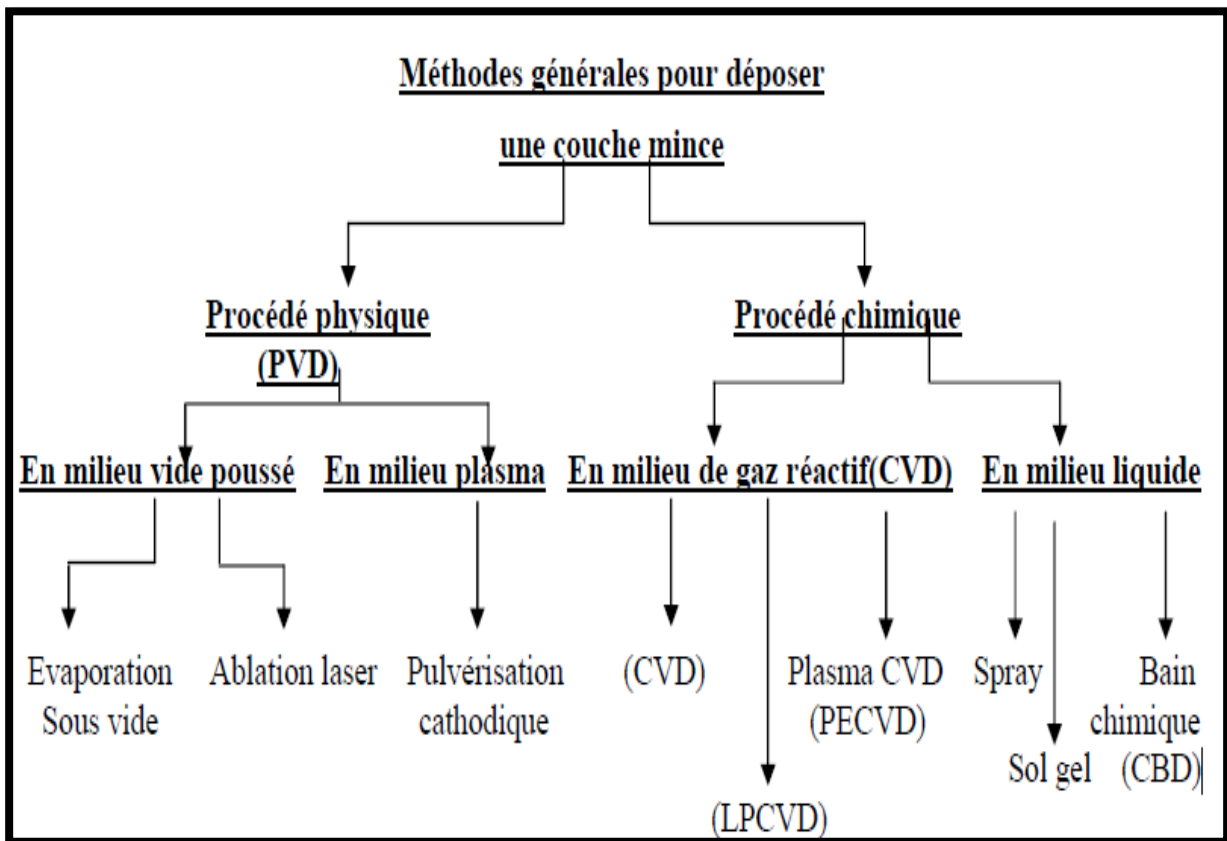 Méthodes générales pour déposer
une couche mince
Procédé physique
(PVD)
Procédé chimique
En milieu vide poussé
En milieu plasma
En milieu de gaz réactif(CVD)
En milieu liquide
Evaporation
Sous vide
Ablation laser
Pulvérisation
cathodique
(CVD)
(LPCVD)
Plasma CVD
(PECVD)
Spray
Sol gel
Bain
chimique
(CBD)